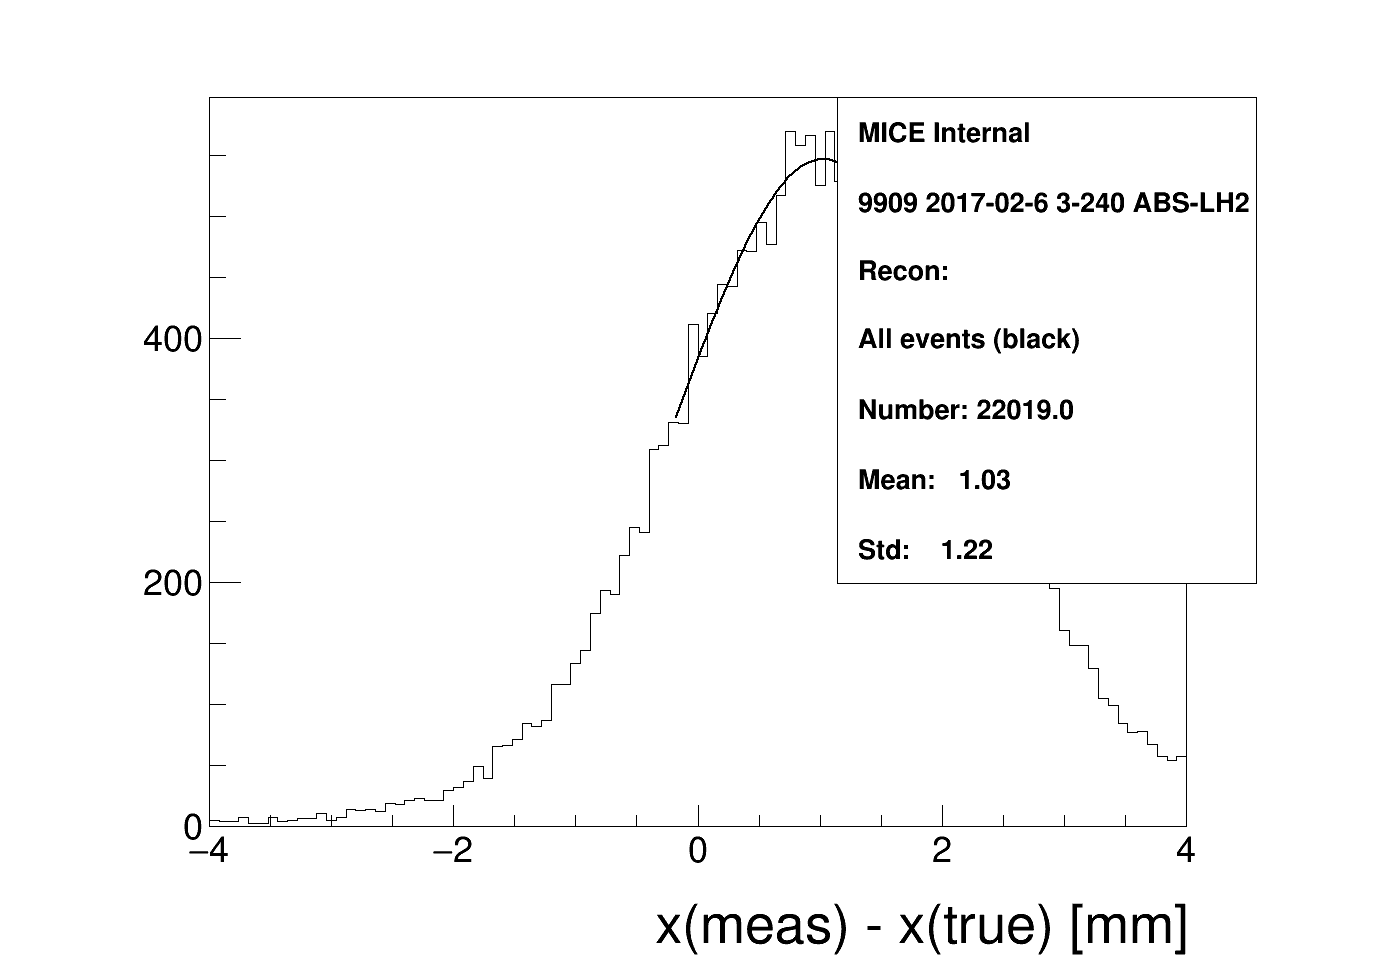 MICE Internal
9909 2017-02-6 3-240 ABS-LH2
Recon:
All events (black)
Number: 22019.0
Mean: 1.03
Std: 1.22
400
200
0
−4 −2 0 2 4
x(meas) - x(true) [mm]